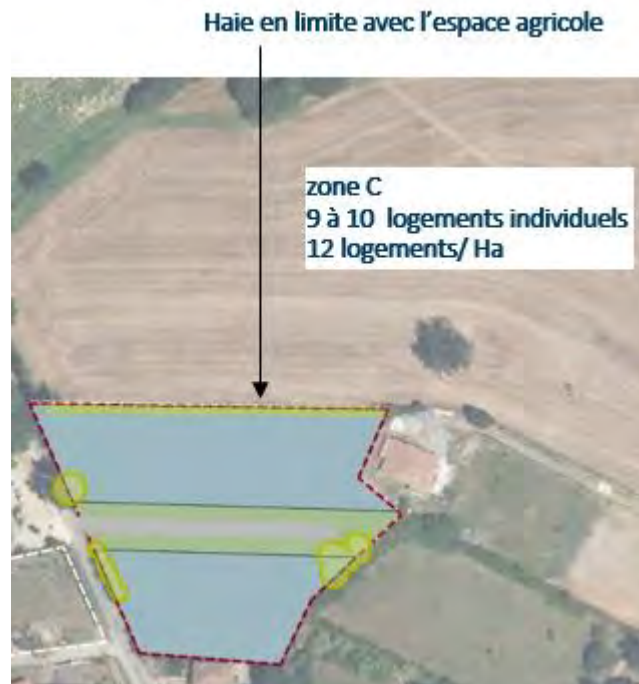 Haie en limite avec l'espace agricole
zone C
9 à 10 logements individuels
12 logements/ Ha